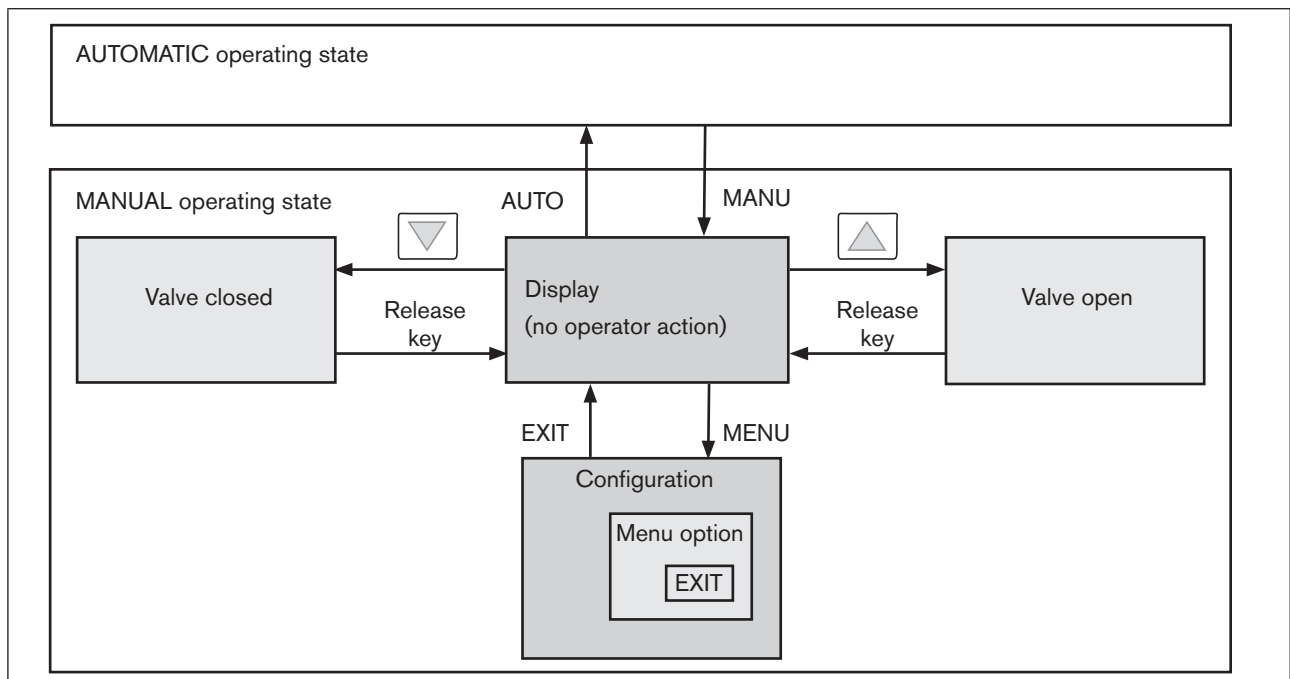 AUTOMATIC operating state
MANUAL operating state
AUTO
MANU
Valve closed
Release
key
Display
(no operator action)
Release
key
Valve open
EXIT
MENU
Configuration
Menu option
EXIT